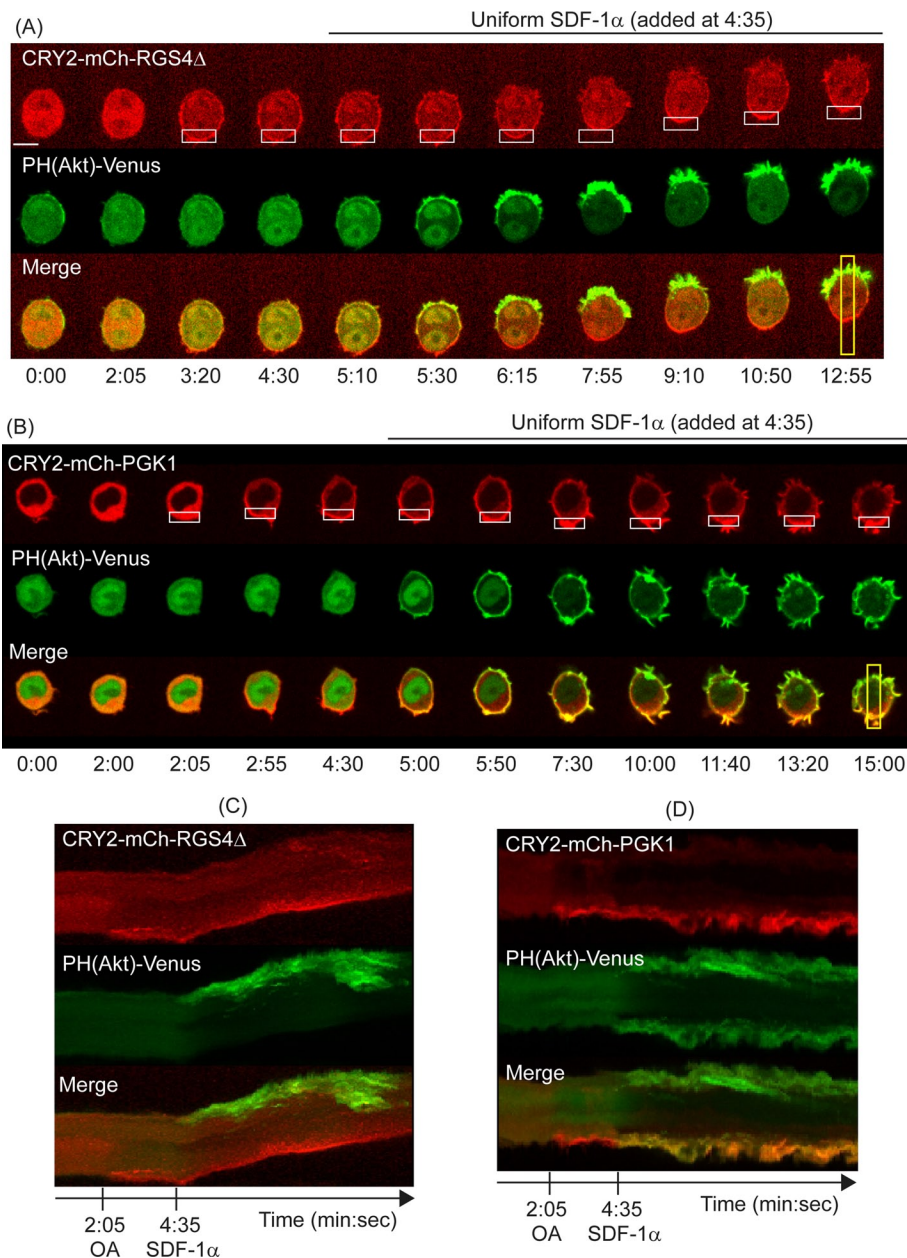 (A)
Uniform SDF-1α (added at 4:35)
CRY2-mCh-RGS4Δ
PH(Akt)-Venus
Merge
0:00 2:05 3:20 4:30 5:10 5:30 6:15 7:55 9:10 10:50 12:55
(B)
Uniform SDF-1α (added at 4:35)
CRY2-mCh-PGK1
PH(Akt)-Venus
Merge
0:00 2:00 2:05 2:55 4:30 5:00 5:50 7:30 10:00 11:40 13:20 15:00
(C)
CRY2-mCh-RGS4Δ
PH(Akt)-Venus
Merge
2:05 4:35 Time (min:sec)
OA SDF-1α
(D)
CRY2-mCh-PGK1
PH(Akt)-Venus
Merge
2:05 4:35 Time (min:sec)
OA SDF-1α